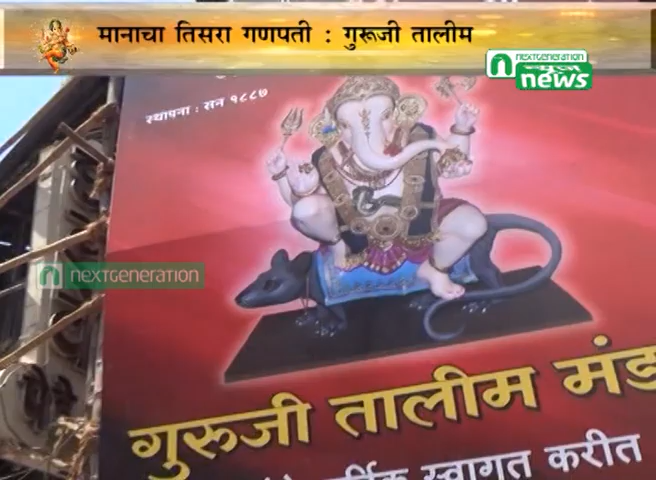 मानाचा तिसरा गणपती : गुरूजी तालीम
NEXTGENERATION
news
स्थापना : सन १८८७
NEXTGENERATION
गुरूजी तालीम
स्वागत करीत